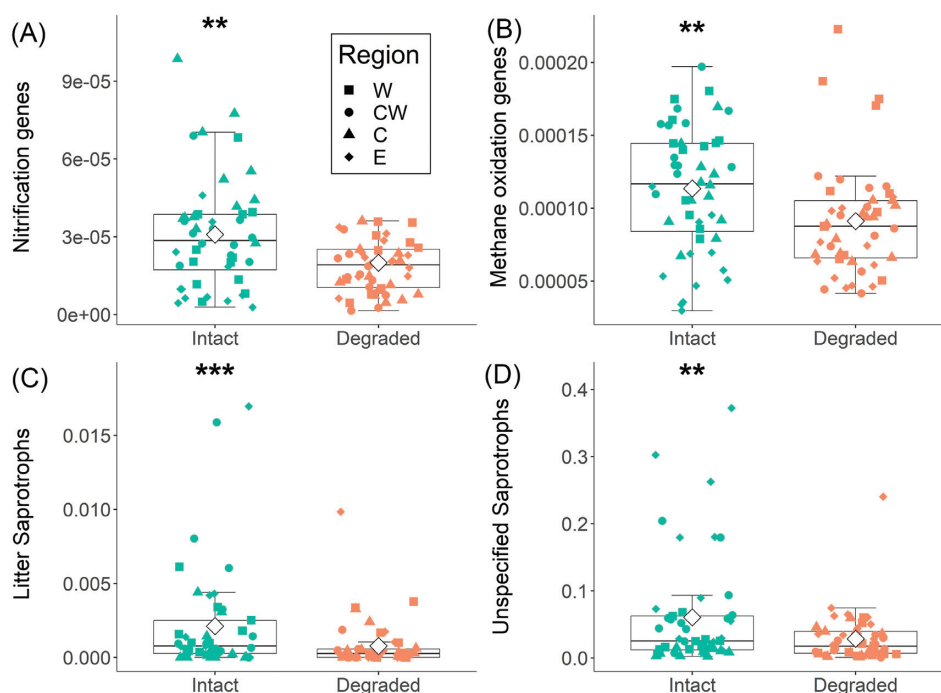 (A)
**
Nitrification genes
9e-05
6e-05
3e-05
0e+00
Intact
Degraded
Region
W
CW
C
E
(B)
**
Methane oxidation genes
0.00020
0.00015
0.00010
0.00005
Intact
Degraded
(C)
***
Litter Saprotrophs
0.015
0.010
0.005
0.000
Intact
Degraded
(D)
**
Unspecified Saprotrophs
0.4
0.3
0.2
0.1
0.0
Intact
Degraded